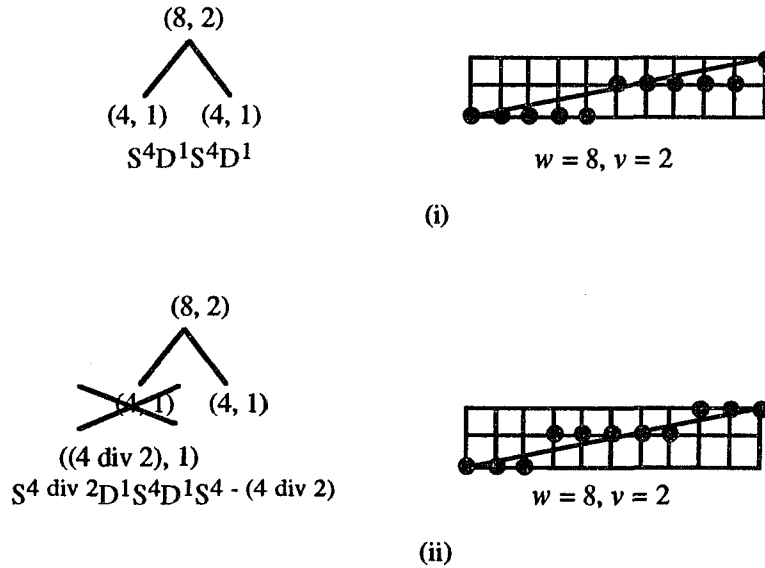 (8, 2)
(4, 1) (4, 1)
S⁴D¹S⁴D¹
w = 8, v = 2
(i)
(8, 2)
(4, 1) (4, 1)
((4 div 2), 1)
S⁴ ᵈⁱᵛ ²D¹S⁴D¹S⁴ ⁻ ⁽⁴ ᵈⁱᵛ ²⁾
w = 8, v = 2
(ii)